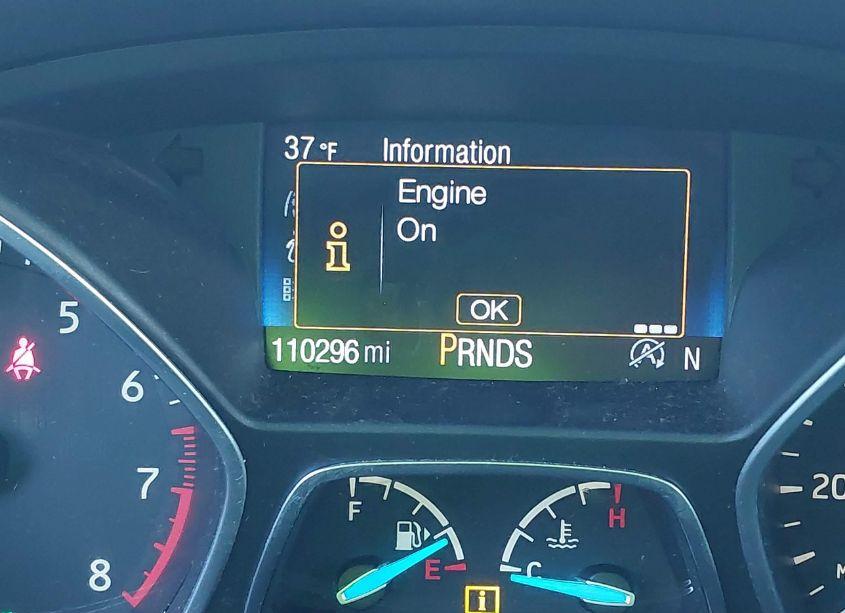 37 °F Information
Engine
On
OK
110296 mi PRNDS N
5
6
7
8
F
E
H
C
20